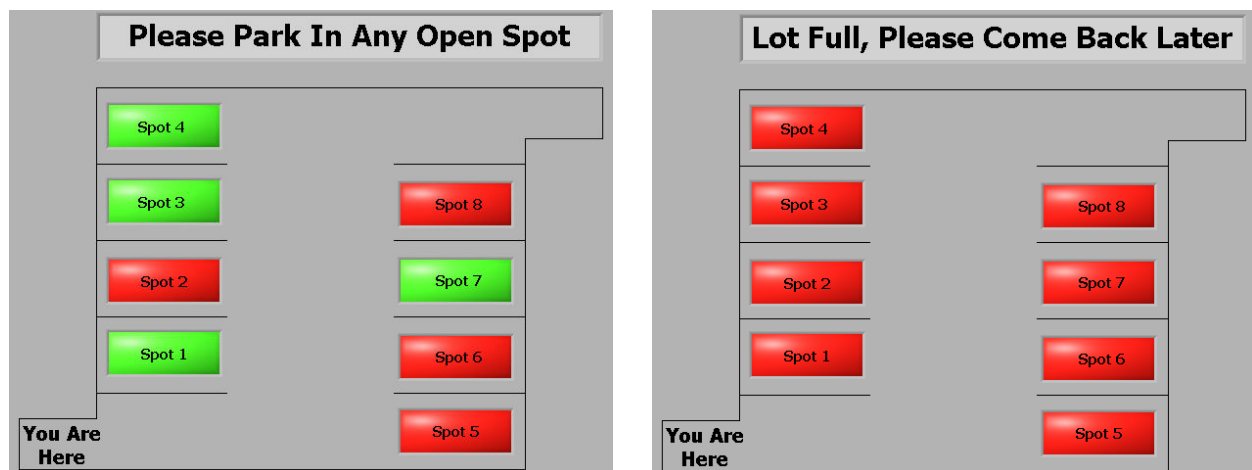 Please Park In Any Open Spot
Spot 4
Spot 3
Spot 8
Spot 2
Spot 7
Spot 1
Spot 6
Spot 5
You Are
Here
Lot Full, Please Come Back Later
Spot 4
Spot 3
Spot 8
Spot 2
Spot 7
Spot 1
Spot 6
Spot 5
You Are
Here